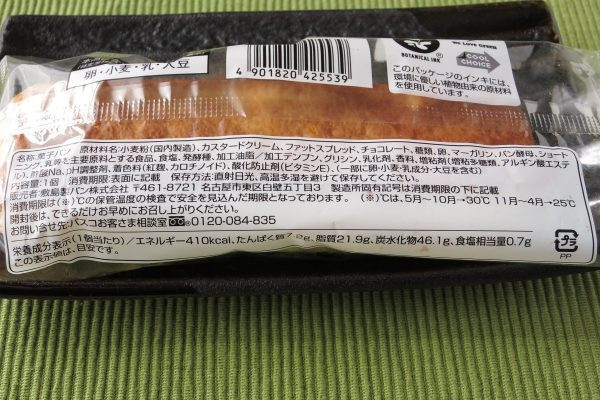 卵・小麦・乳・大豆
4 901820 425539
BOTANICAL INK
WE LOVE GREEN
COOL
CHOICE
このパッケージのインキには、
環境に優しい植物由来の原材料
を使用しています。
名称:菓子パン 原材料名:小麦粉(国内製造)、カスタードクリーム、ファットスプレッド、チョコレート、糖類、卵、マーガリン、パン酵母、ショート
ニング、乳等を主要原料とする食品、食塩、発酵種、加工油脂/加工デンプン、グリシン、乳化剤、香料、増粘剤(増粘多糖類、アルギン酸エステ
ル)、酢酸Na、pH調整剤、着色料(紅麹、カロチノイド)、酸化防止剤(ビタミンE)、(一部に卵・小麦・乳成分・大豆を含む)
内容量:1個 消費期限:表面に記載 保存方法:直射日光、高温多湿を避けて保存してください。
販売者:敷島製パン株式会社 〒461-8721 名古屋市東区白壁五丁目3 製造所固有記号は消費期限の下に記載
消費期限は(※)℃の保管温度の検査で安全を見込んだ期限となっております。(※)℃は、5月〜10月→30℃ 11月〜4月→25℃
開封後は、できるだけお早めにお召し上がりください。
お問い合せ先:パスコお客さま相談室 0120-084-835
栄養成分表示(1個当たり)/エネルギー410kcal、たんぱく質7.2g、脂質21.9g、炭水化物46.1g、食塩相当量0.7g
この表示値は、目安です。
プラ
PP